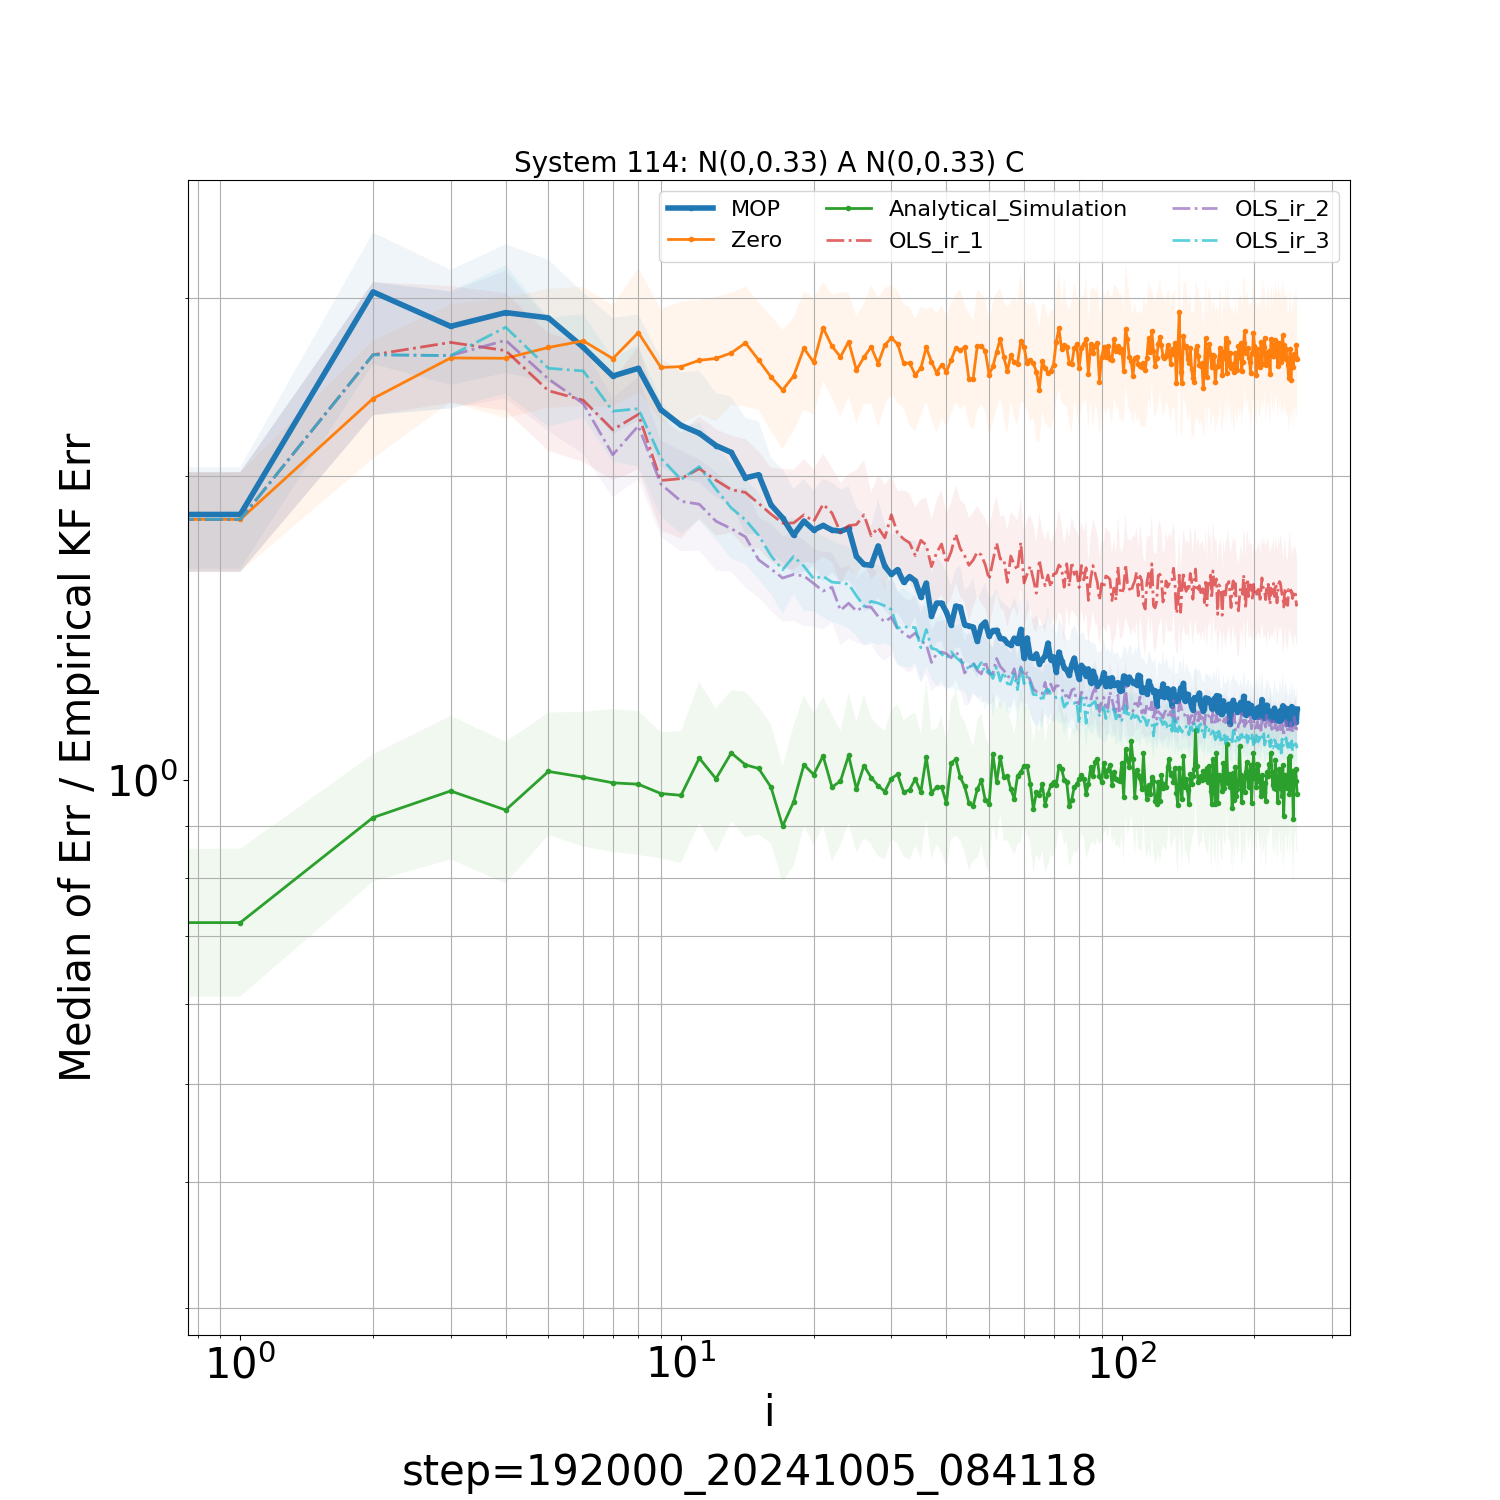 System 114: N(0,0.33) A N(0,0.33) C
MOP
Zero
Analytical_Simulation
OLS_ir_1
OLS_ir_2
OLS_ir_3
Median of Err / Empirical KF Err
10⁰
10⁰ 10¹ 10²
i
step=192000_20241005_084118